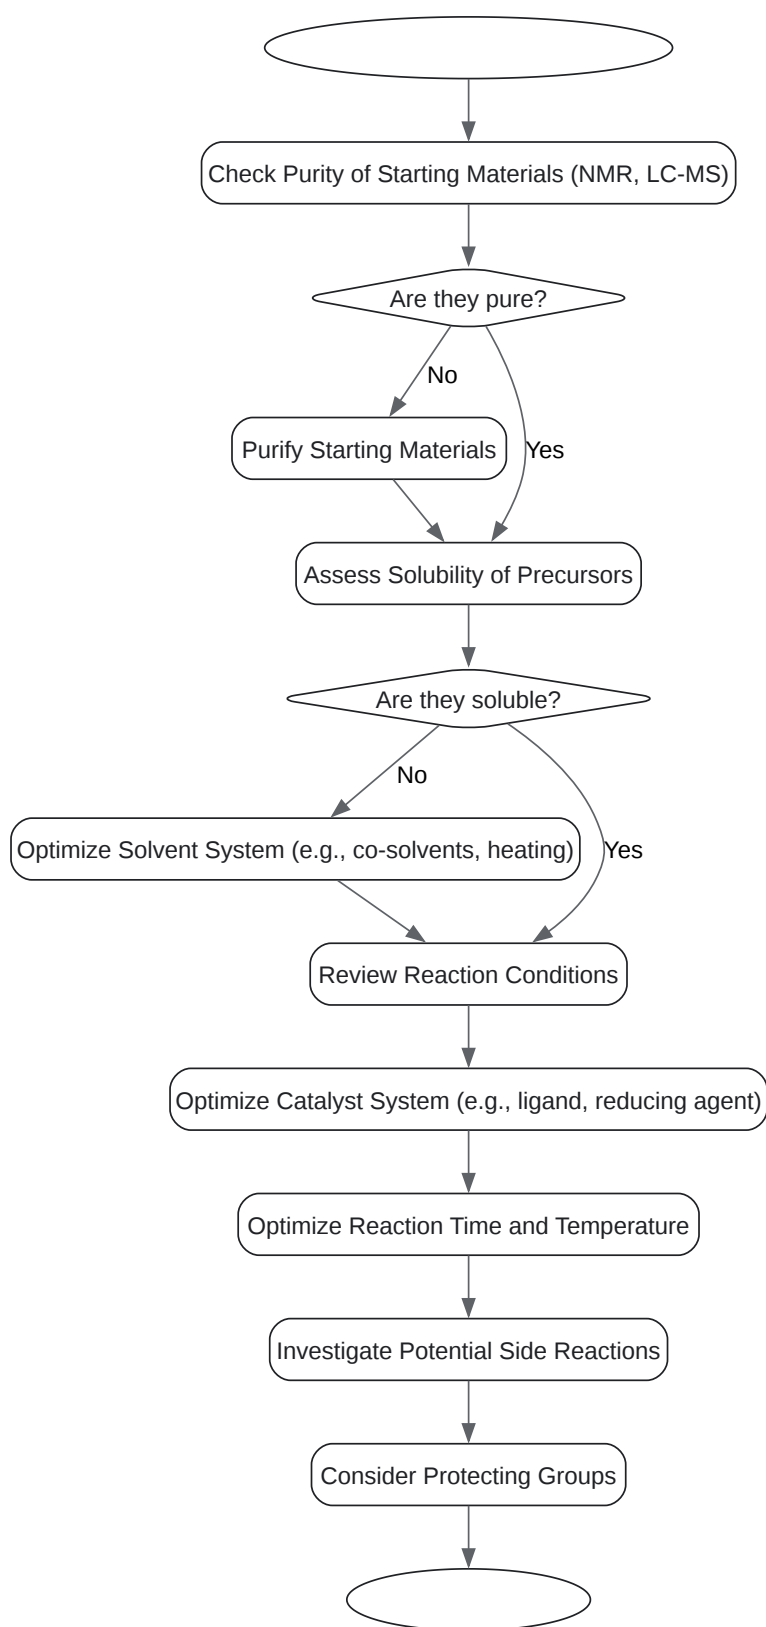 Check Purity of Starting Materials (NMR, LC-MS)
Are they pure?
No
Purify Starting Materials
Yes
Assess Solubility of Precursors
Are they soluble?
No
Optimize Solvent System (e.g., co-solvents, heating)
Yes
Review Reaction Conditions
Optimize Catalyst System (e.g., ligand, reducing agent)
Optimize Reaction Time and Temperature
Investigate Potential Side Reactions
Consider Protecting Groups